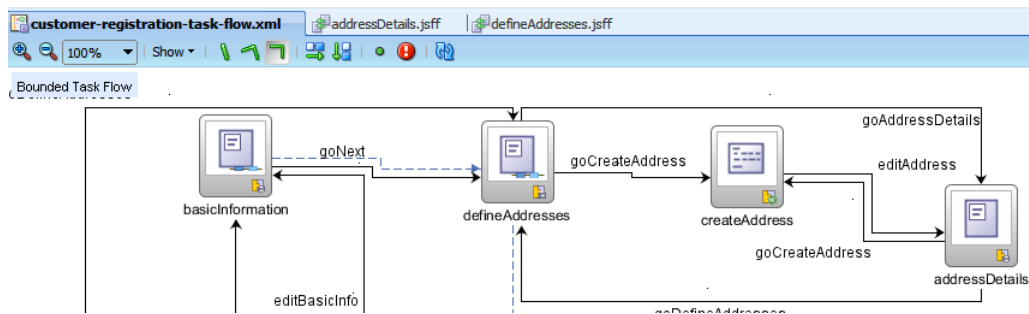 customer-registration-task-flow.xml addressDetails.jsff defineAddresses.jsff
100% Show
Bounded Task Flow
goAddressDetails
goNext
goCreateAddress
editAddress
basicInformation
defineAddresses
createAddress
goCreateAddress
addressDetails
editBasicInfo
goDefineAddresses